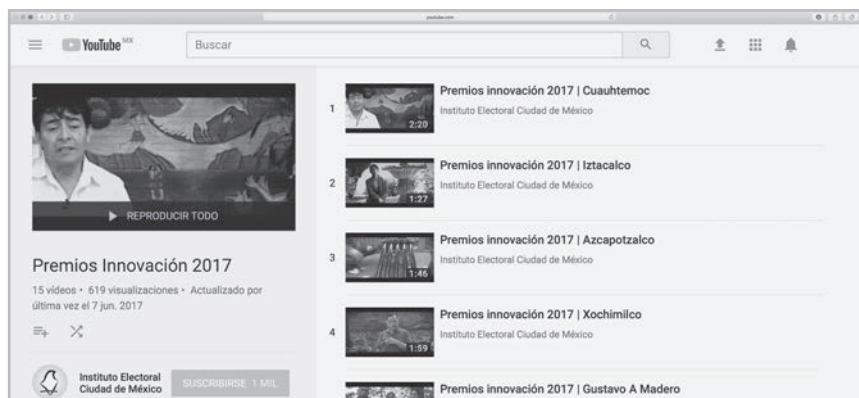 youtube.com
YouTube MX
Buscar
REPRODUCIR TODO
Premios Innovación 2017
15 vídeos • 619 visualizaciones • Actualizado por
última vez el 7 jun. 2017
Instituto Electoral
Ciudad de México
SUSCRIBIRSE 1 MIL
1
2:20
Premios innovación 2017 | Cuauhtemoc
Instituto Electoral Ciudad de México
2
1:27
Premios innovación 2017 | Iztacalco
Instituto Electoral Ciudad de México
3
1:46
Premios innovación 2017 | Azcapotzalco
Instituto Electoral Ciudad de México
4
1:59
Premios innovación 2017 | Xochimilco
Instituto Electoral Ciudad de México
Premios innovación 2017 | Gustavo A Madero